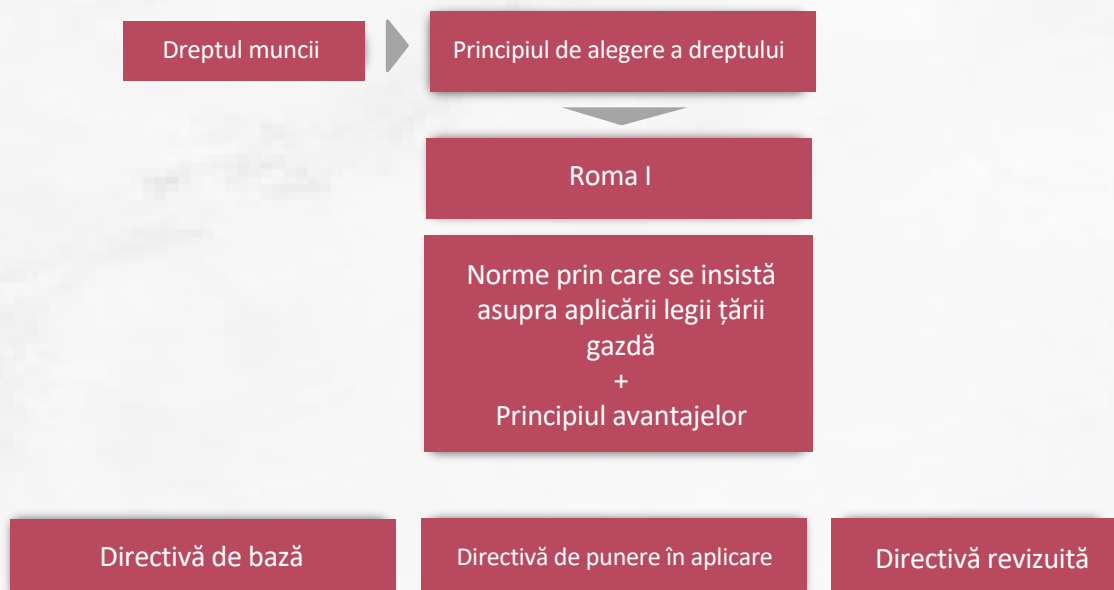 Dreptul muncii
Principiul de alegere a dreptului
Roma I
Norme prin care se insistă
asupra aplicării legii țării
gazdă
+
Principiul avantajelor
Directivă de bază
Directivă de punere în aplicare
Directivă revizuită